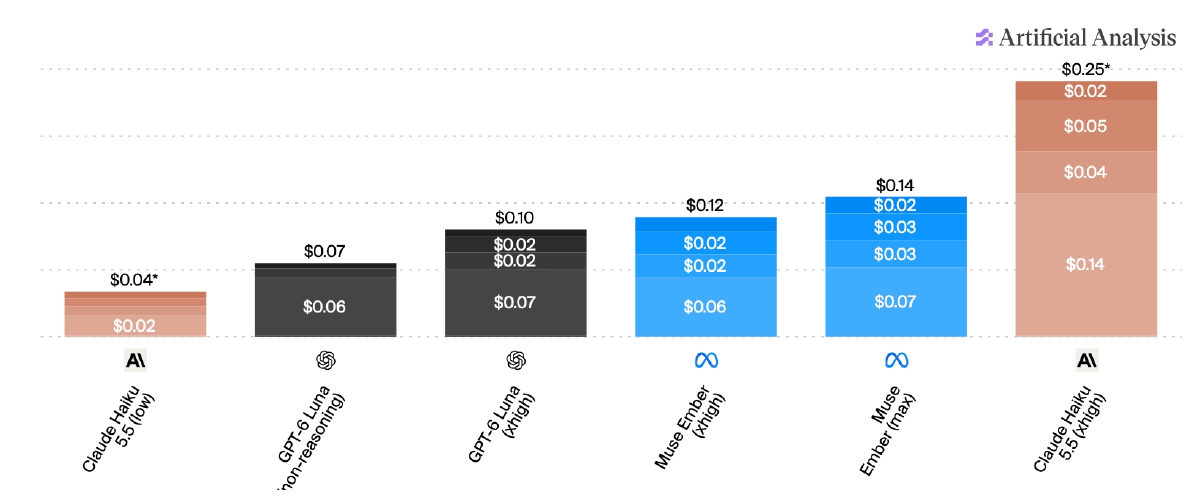 Artificial Analysis
$0.04*
$0.02
$0.07
$0.06
$0.10
$0.02
$0.02
$0.07
$0.12
$0.02
$0.02
$0.06
$0.14
$0.02
$0.03
$0.03
$0.07
$0.25*
$0.02
$0.05
$0.04
$0.14
Claude Haiku
5.5 (low)
GPT-6 Luna
non-reasoning)
GPT-6 Luna
(xhigh)
Muse Ember
(xhigh)
Muse
Ember (max)
Claude Haiku
5.5 (xhigh)